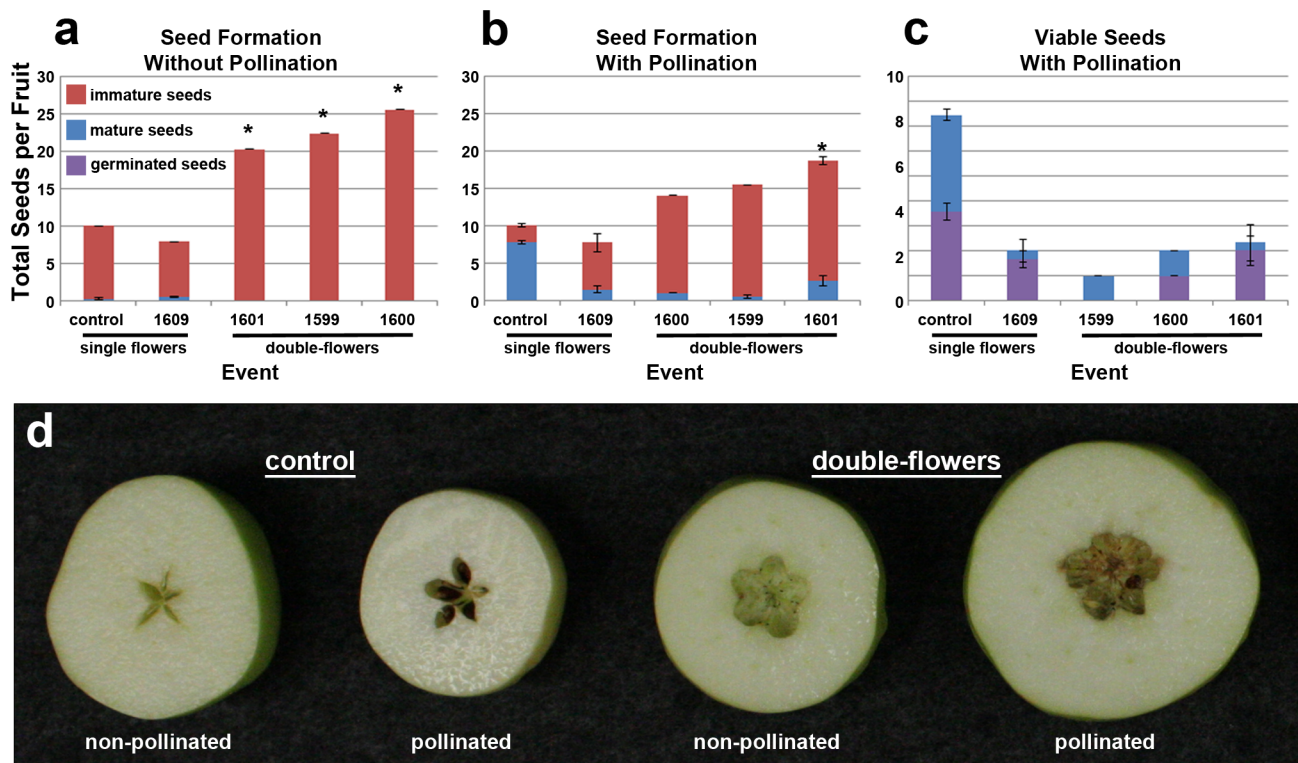 a
Seed Formation
Without Pollination
Total Seeds per Fruit
30
25
20
15
10
5
0
immature seeds
mature seeds
germinated seeds
*
*
*
control 1609 1601 1599 1600
single flowers double-flowers
Event
b
Seed Formation
With Pollination
30
25
20
15
10
5
0
*
control 1609 1600 1599 1601
single flowers double-flowers
Event
c
Viable Seeds
With Pollination
10
8
6
4
2
0
control 1609 1599 1600 1601
single flowers double-flowers
Event
d
control double-flowers
non-pollinated pollinated non-pollinated pollinated